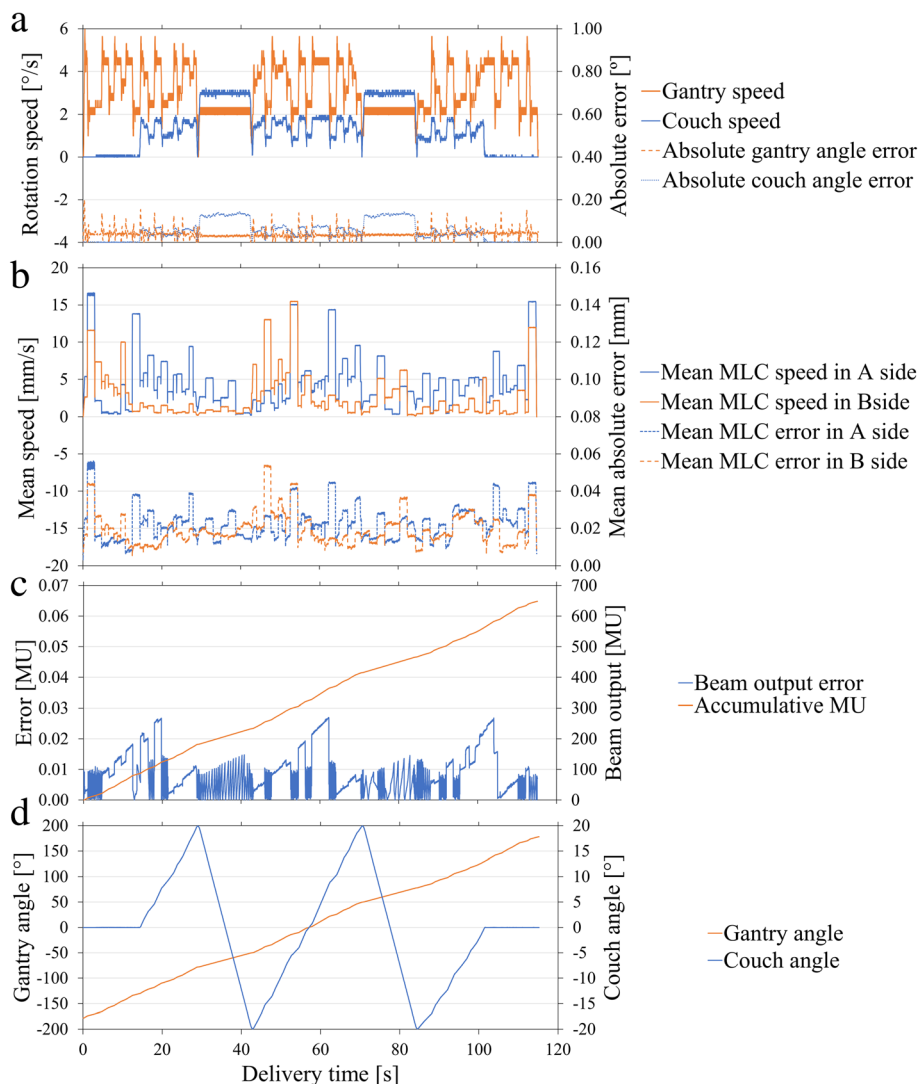 a
6
4
2
0
-2
-4
Rotation speed [°/s]
1.00
0.80
0.60
0.40
0.20
0.00
Absolute error [º]
Gantry speed
Couch speed
Absolute gantry angle error
Absolute couch angle error
b
20
15
10
5
0
-5
-10
-15
-20
Mean speed [mm/s]
0.16
0.14
0.12
0.10
0.08
0.06
0.04
0.02
0.00
Mean absolute error [mm]
Mean MLC speed in A side
Mean MLC speed in Bside
Mean MLC error in A side
Mean MLC error in B side
c
0.07
0.06
0.05
0.04
0.03
0.02
0.01
0.00
Error [MU]
700
600
500
400
300
200
100
0
Beam output [MU]
Beam output error
Accumulative MU
d
200
150
100
50
0
-50
-100
-150
-200
Gantry angle [°]
20
15
10
5
0
-5
-10
-15
-20
Couch angle [°]
Gantry angle
Couch angle
0 20 40 60 80 100 120
Delivery time [s]